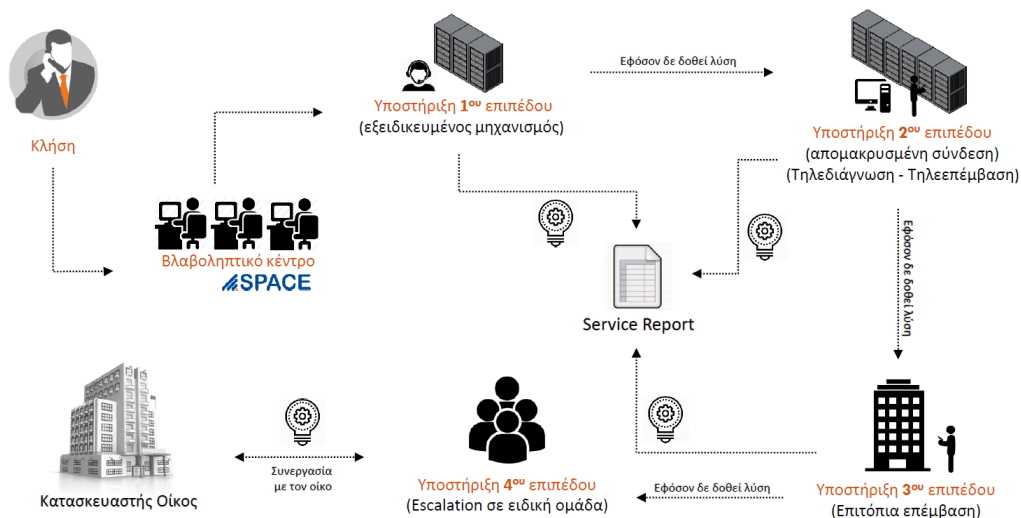 Κλήση
Βλαβοληπτικό κέντρο
SPACE
Υποστήριξη 1ου επιπέδου
(εξειδικευμένος μηχανισμός)
Εφόσον δε δοθεί λύση
Υποστήριξη 2ου επιπέδου
(απομακρυσμένη σύνδεση)
(Τηλεδιάγνωση - Τηλεεπέμβαση)
Εφόσον δε δοθεί λύση
Service Report
Υποστήριξη 3ου επιπέδου
(Επιτόπια επέμβαση)
Εφόσον δε δοθεί λύση
Υποστήριξη 4ου επιπέδου
(Escalation σε ειδική ομάδα)
Συνεργασία
με τον οίκο
Κατασκευαστής Οίκος